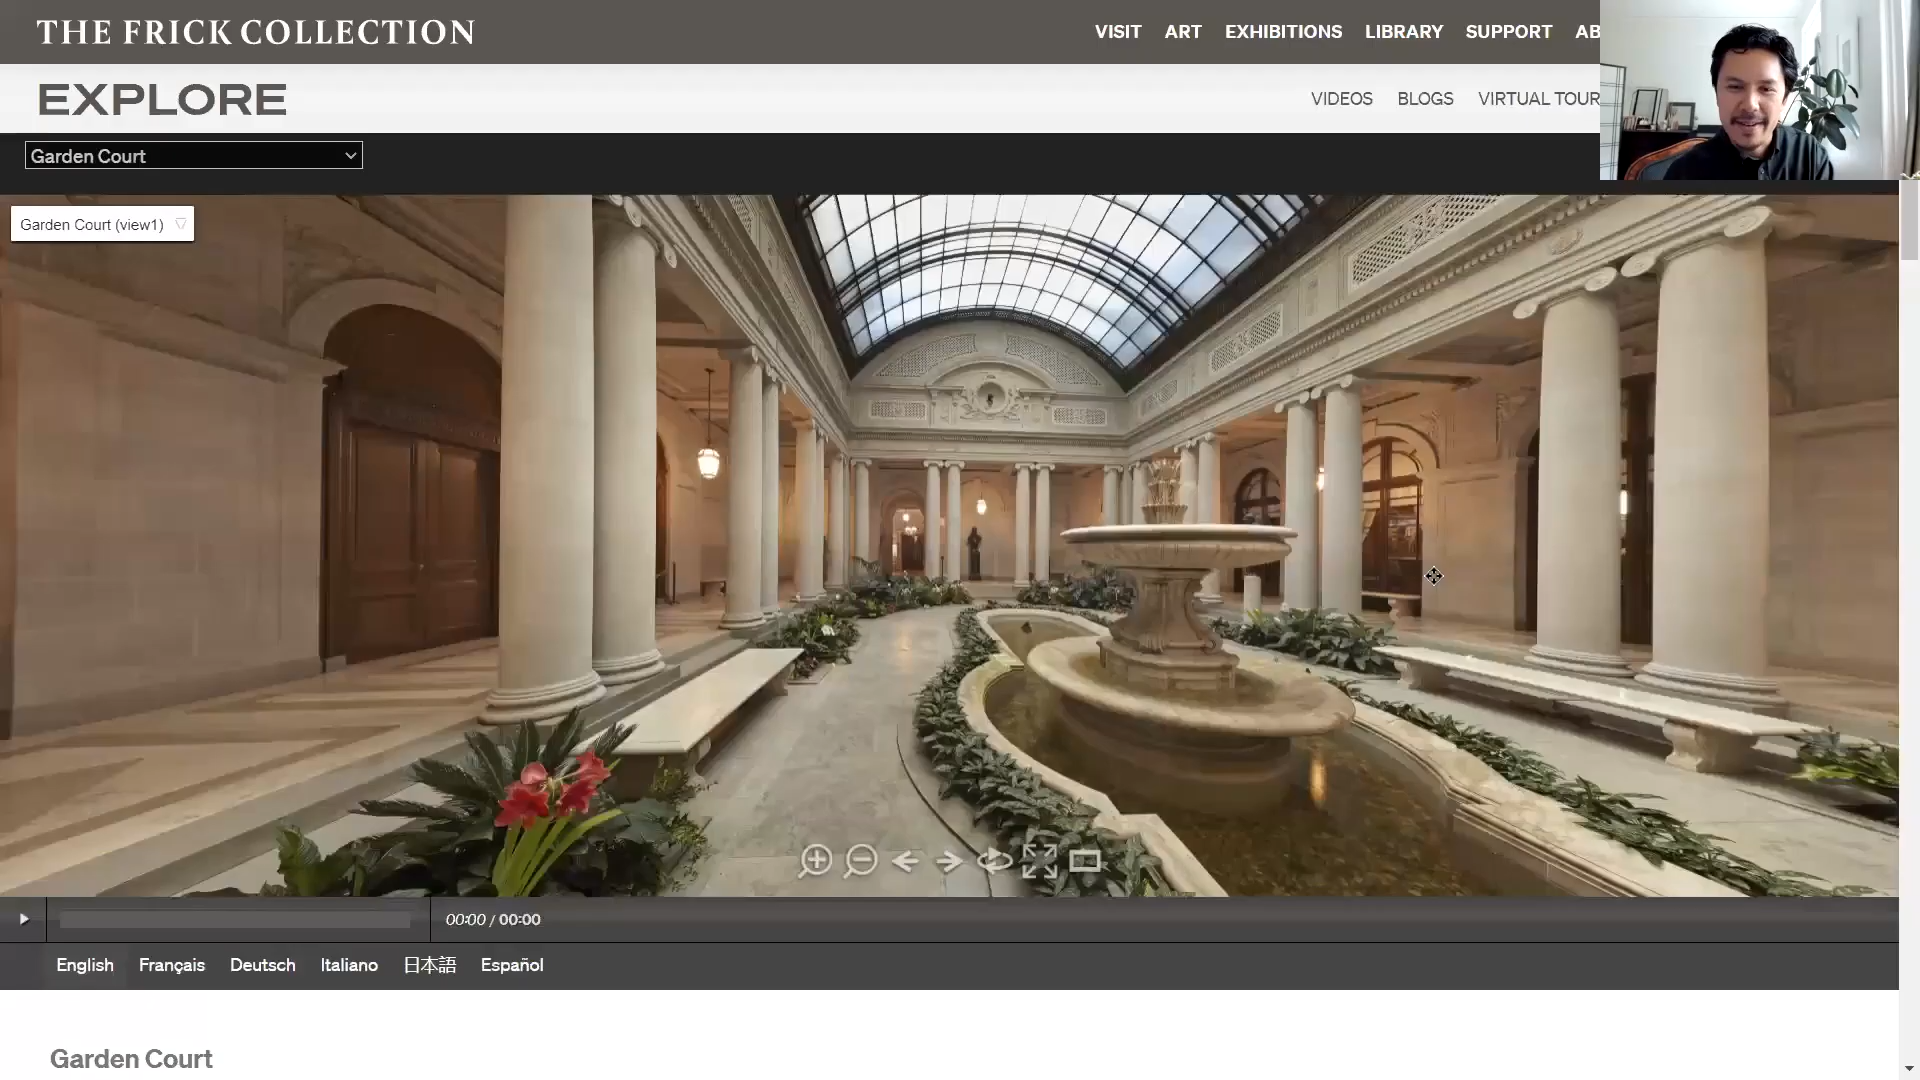 THE FRICK COLLECTION
VISIT ART EXHIBITIONS LIBRARY SUPPORT
EXPLORE
VIDEOS BLOGS VIRTUAL TOUR
Garden Court
Garden Court (view1)
00:00 / 00:00
English Français Deutsch Italiano 日本語 Español
Garden Court